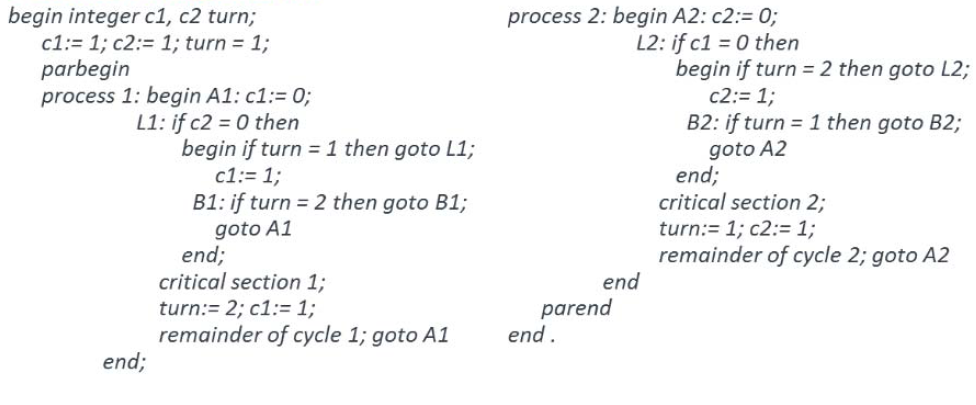 begin integer c1, c2 turn;
c1:= 1; c2:= 1; turn = 1;
parbegin
process 1: begin A1: c1:= 0;
L1: if c2 = 0 then
begin if turn = 1 then goto L1;
c1:= 1;
B1: if turn = 2 then goto B1;
goto A1
end;
critical section 1;
turn:= 2; c1:= 1;
remainder of cycle 1; goto A1
end;
process 2: begin A2: c2:= 0;
L2: if c1 = 0 then
begin if turn = 2 then goto L2;
c2:= 1;
B2: if turn = 1 then goto B2;
goto A2
end;
critical section 2;
turn:= 1; c2:= 1;
remainder of cycle 2; goto A2
end
parend
end .